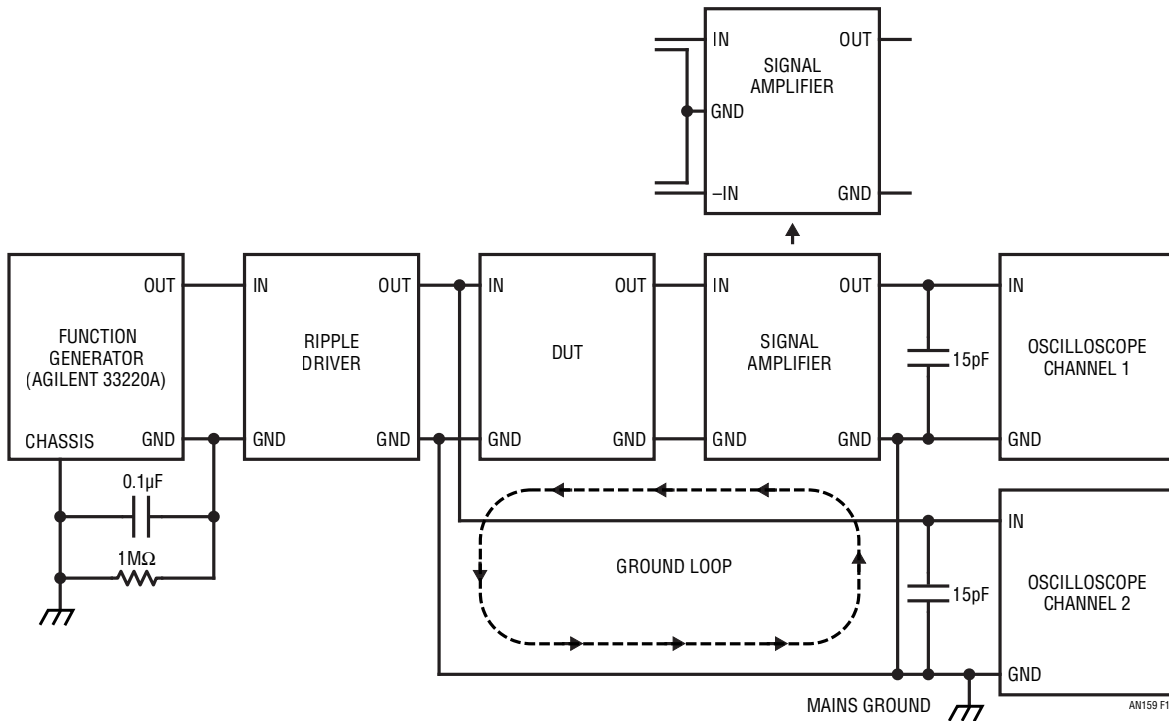 IN
OUT
SIGNAL
AMPLIFIER
GND
–IN
GND
OUT
FUNCTION
GENERATOR
(AGILENT 33220A)
CHASSIS
GND
IN
OUT
RIPPLE
DRIVER
GND
GND
IN
OUT
DUT
GND
GND
IN
OUT
SIGNAL
AMPLIFIER
GND
GND
15pF
IN
OSCILLOSCOPE
CHANNEL 1
GND
0.1µF
1MΩ
GROUND LOOP
15pF
IN
OSCILLOSCOPE
CHANNEL 2
GND
MAINS GROUND
AN159 F1